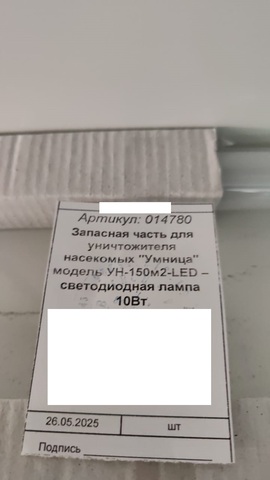 Артикул: 014780
Запасная часть для
уничтожителя
насекомых "Умница"
модель УН-150м2-LED –
светодиодная лампа
10Вт
26.05.2025 шт
Подпись